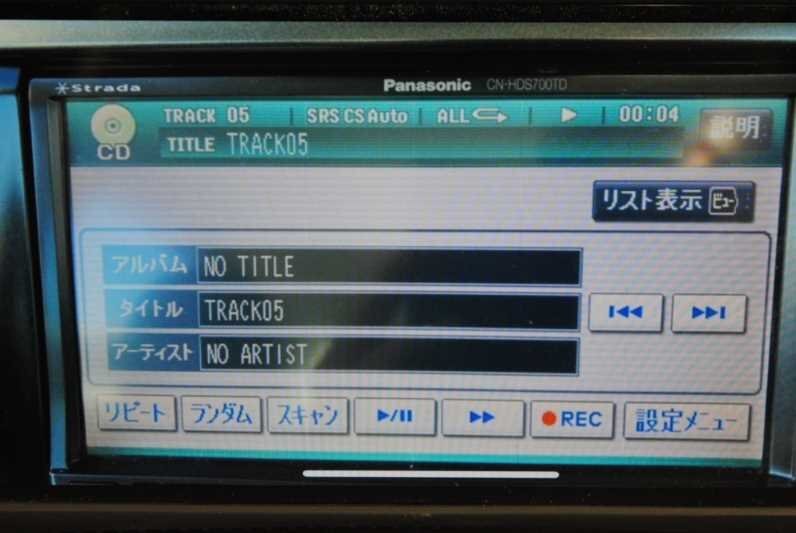 Strada Panasonic CN-HDS700TD
TRACK 05 SRS CS Auto ALL 00:04 説明
CD TITLE TRACK05
リスト表示 ビュー
アルバム NO TITLE
タイトル TRACK05
アーティスト NO ARTIST
リピート ランダム スキャン REC 設定メニュー